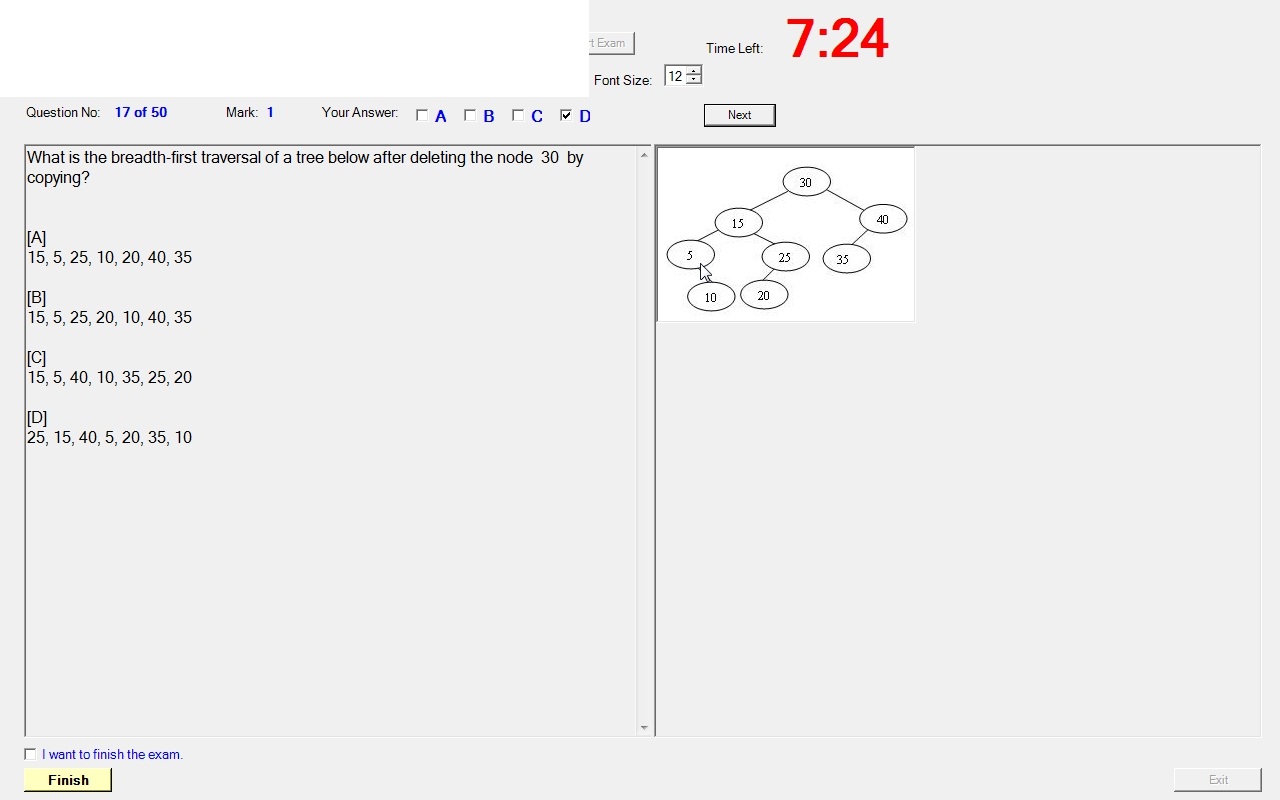 t Exam
Time Left: 7:24
Font Size: 12
Question No: 17 of 50 Mark: 1 Your Answer: A B C D Next
What is the breadth-first traversal of a tree below after deleting the node 30 by
copying?
[A]
15, 5, 25, 10, 20, 40, 35
[B]
15, 5, 25, 20, 10, 40, 35
[C]
15, 5, 40, 10, 35, 25, 20
[D]
25, 15, 40, 5, 20, 35, 10
30
15 40
5 25 35
10 20
I want to finish the exam.
Finish Exit